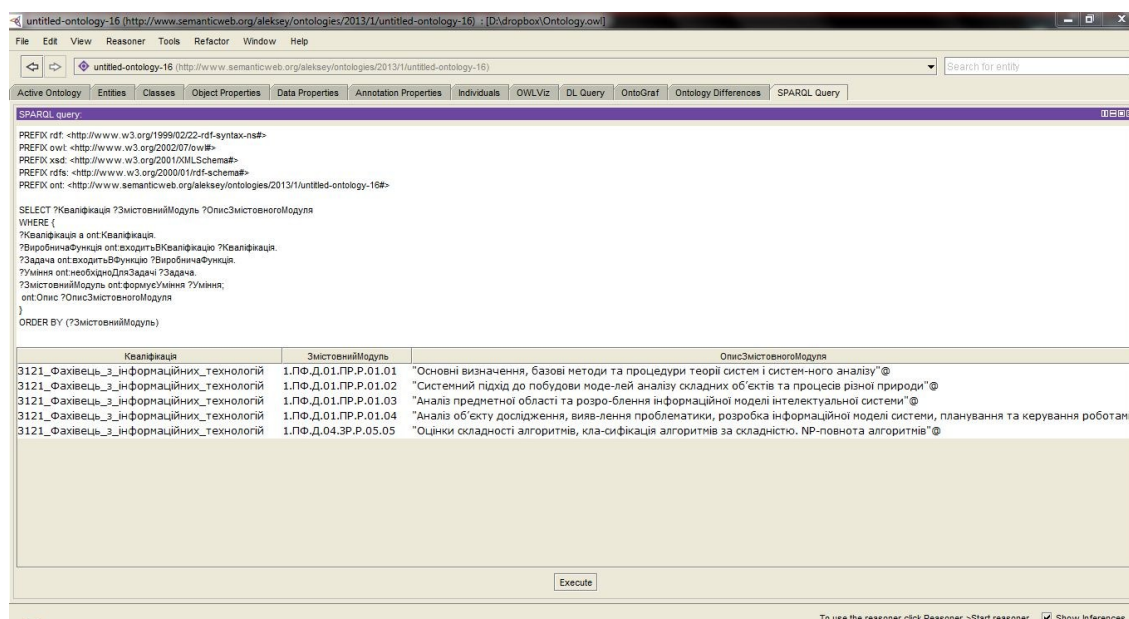 untitled-ontology-16 (http://www.semanticweb.org/aleksey/ontologies/2013/1/untitled-ontology-16) : [D:\dropbox\Ontology.owl]
File Edit View Reasoner Tools Refactor Window Help
untitled-ontology-16 (http://www.semanticweb.org/aleksey/ontologies/2013/1/untitled-ontology-16) Search for entity
Active Ontology Entities Classes Object Properties Data Properties Annotation Properties Individuals OWLViz DL Query OntoGraf Ontology Differences SPARQL Query
SPARQL query:
PREFIX rdf: <http://www.w3.org/1999/02/22-rdf-syntax-ns#>
PREFIX owl: <http://www.w3.org/2002/07/owl#>
PREFIX xsd: <http://www.w3.org/2001/XMLSchema#>
PREFIX rdfs: <http://www.w3.org/2000/01/rdf-schema#>
PREFIX ont: <http://www.semanticweb.org/aleksey/ontologies/2013/1/untitled-ontology-16#>
SELECT ?Кваліфікація ?ЗмістовнийМодуль ?ОписЗмістовногоМодуля
WHERE {
?Кваліфікація a ont:Кваліфікація.
?ВиробничаФункція ont:входитьВКваліфікацію ?Кваліфікація.
?Задача ont:входитьВФункцію ?ВиробничаФункція.
?Уміння ont:необхідноДляЗадачі ?Задача.
?ЗмістовнийМодуль ont:формуєУміння ?Уміння;
ont:Опис ?ОписЗмістовногоМодуля
}
ORDER BY (?ЗмістовнийМодуль)
Кваліфікація ЗмістовнийМодуль ОписЗмістовногоМодуля
3121_Фахівець_з_інформаційних_технологій 1.ПФ.Д.01.ПР.Р.01.01 "Основні визначення, базові методи та процедури теорії систем і систем-ного аналізу"@
3121_Фахівець_з_інформаційних_технологій 1.ПФ.Д.01.ПР.Р.01.02 "Системний підхід до побудови моде-лей аналізу складних об'єктів та процесів різної природи"@
3121_Фахівець_з_інформаційних_технологій 1.ПФ.Д.01.ПР.Р.01.03 "Аналіз предметної області та розро-блення інформаційної моделі інтелектуальної системи"@
3121_Фахівець_з_інформаційних_технологій 1.ПФ.Д.01.ПР.Р.01.04 "Аналіз об'єкту дослідження, вияв-лення проблематики, розробка інформаційної моделі системи, планування та керування роботам
3121_Фахівець_з_інформаційних_технологій 1.ПФ.Д.04.ЗР.Р.05.05 "Оцінки складності алгоритмів, кла-сифікація алгоритмів за складністю. NP-повнота алгоритмів"@
Execute
To use the reasoner click Reasoner->Start reasoner Show Inferences